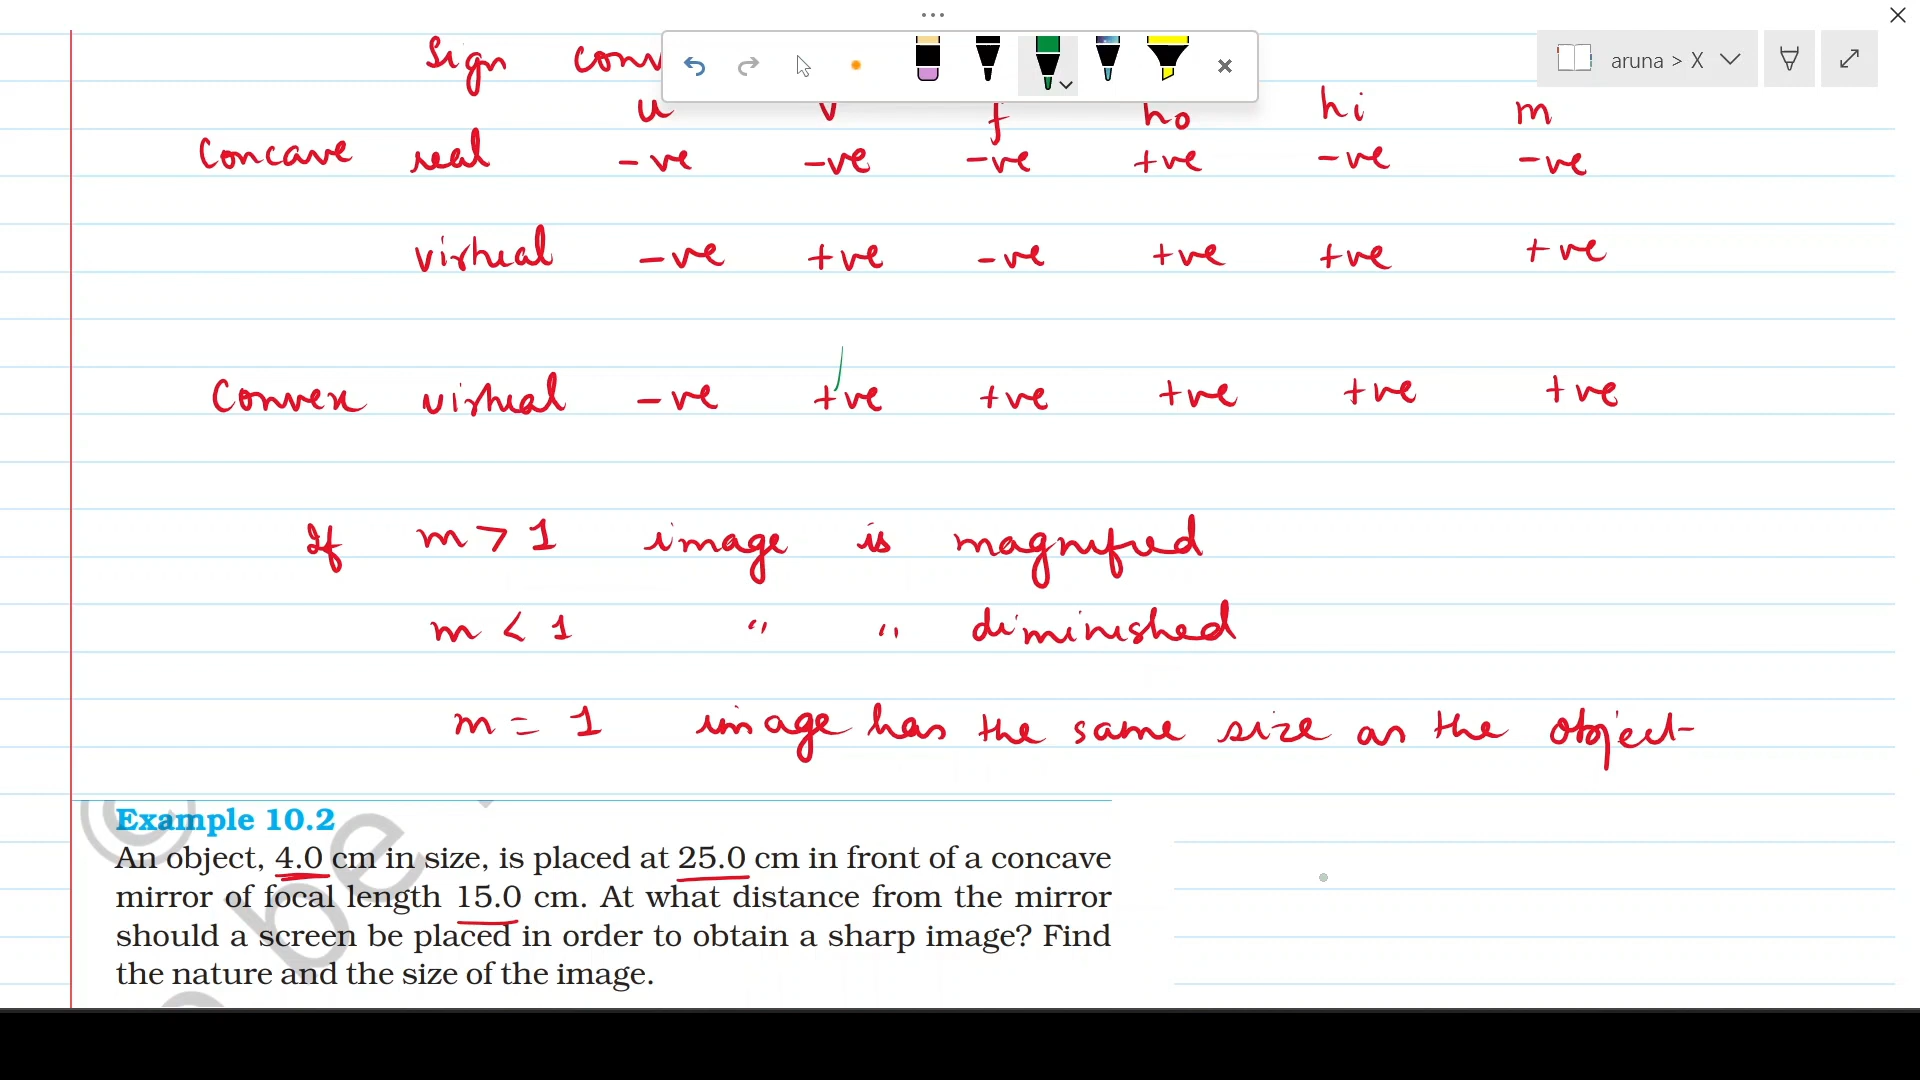 aruna > X
Sign conv
u v f ho hi m
Concave real -ve -ve -ve +ve -ve -ve
virtual -ve +ve -ve +ve +ve +ve
Convex virtual -ve +ve +ve +ve +ve +ve
If m > 1 image is magnified
m < 1 " " diminished
m = 1 image has the same size as the object-
Example 10.2
An object, 4.0 cm in size, is placed at 25.0 cm in front of a concave
mirror of focal length 15.0 cm. At what distance from the mirror
should a screen be placed in order to obtain a sharp image? Find
the nature and the size of the image.
© be